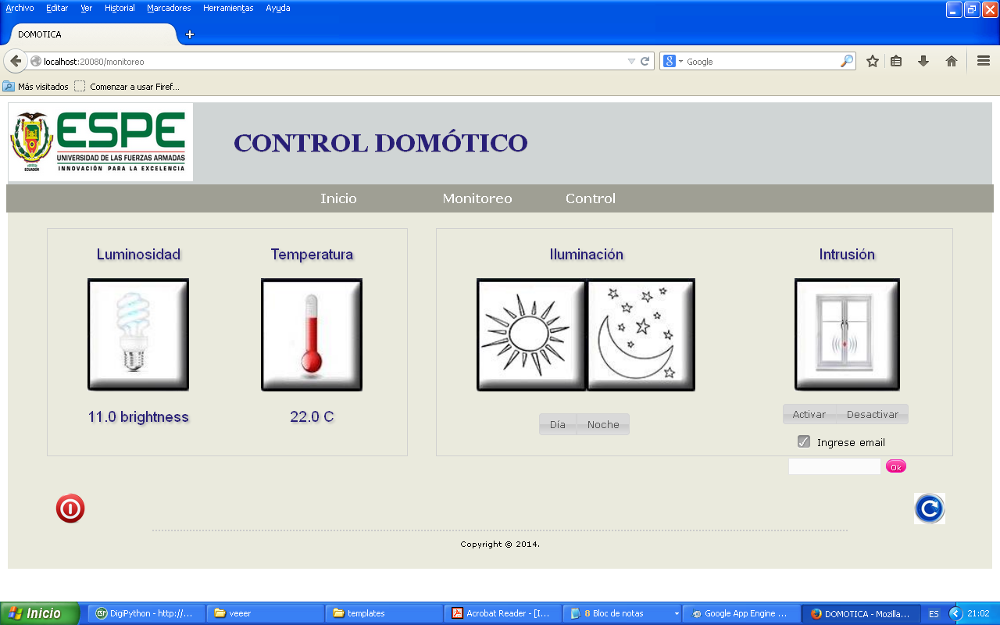 Archivo Editar Ver Historial Marcadores Herramientas Ayuda
DOMOTICA
localhost:20080/monitoreo
Google
Más visitados Comenzar a usar Firef...
ESPE
UNIVERSIDAD DE LAS FUERZAS ARMADAS
INNOVACIÓN PARA LA EXCELENCIA
ECUADOR
CONTROL DOMÓTICO
Inicio Monitoreo Control
Luminosidad Temperatura Iluminación Intrusión
11.0 brightness 22.0 C
Día Noche
Activar Desactivar
Ingrese email
Ok
Copyright © 2014.
Inicio DigiPython - http://... veeer templates Acrobat Reader - [I... 8 Bloc de notas Google App Engine ... DOMOTICA - Mozilla... ES 21:02